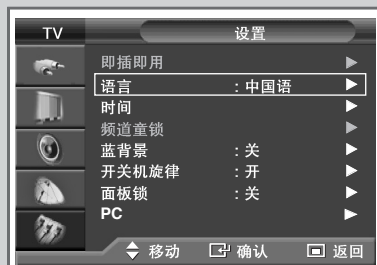 TV 设置
即插即用
语言 : 中国语
时间
频道童锁
蓝背景 : 关
开关机旋律 : 开
面板锁 : 关
PC
移动 确认 返回